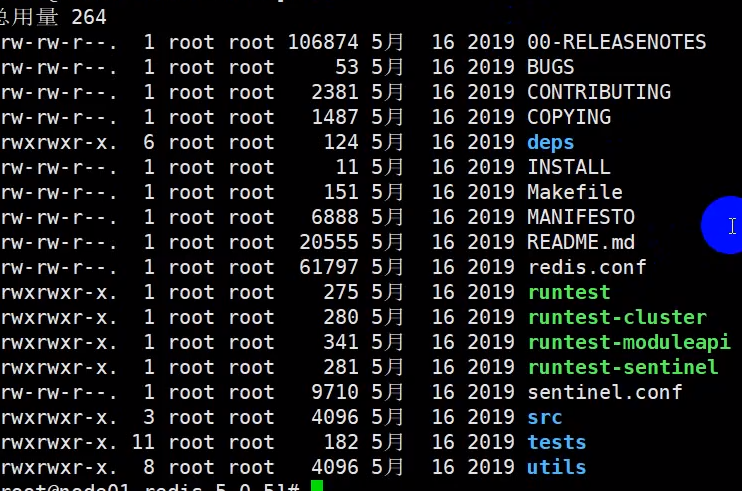 总用量 264
rw-rw-r--. 1 root root 106874 5月 16 2019 00-RELEASENOTES
rw-rw-r--. 1 root root 53 5月 16 2019 BUGS
rw-rw-r--. 1 root root 2381 5月 16 2019 CONTRIBUTING
rw-rw-r--. 1 root root 1487 5月 16 2019 COPYING
rwxrwxr-x. 6 root root 124 5月 16 2019 deps
rw-rw-r--. 1 root root 11 5月 16 2019 INSTALL
rw-rw-r--. 1 root root 151 5月 16 2019 Makefile
rw-rw-r--. 1 root root 6888 5月 16 2019 MANIFESTO
rw-rw-r--. 1 root root 20555 5月 16 2019 README.md
rw-rw-r--. 1 root root 61797 5月 16 2019 redis.conf
rwxrwxr-x. 1 root root 275 5月 16 2019 runtest
rwxrwxr-x. 1 root root 280 5月 16 2019 runtest-cluster
rwxrwxr-x. 1 root root 341 5月 16 2019 runtest-moduleapi
rwxrwxr-x. 1 root root 281 5月 16 2019 runtest-sentinel
rw-rw-r--. 1 root root 9710 5月 16 2019 sentinel.conf
rwxrwxr-x. 3 root root 4096 5月 16 2019 src
rwxrwxr-x. 11 root root 182 5月 16 2019 tests
rwxrwxr-x. 8 root root 4096 5月 16 2019 utils
root@node01 redis-5.0.5]#